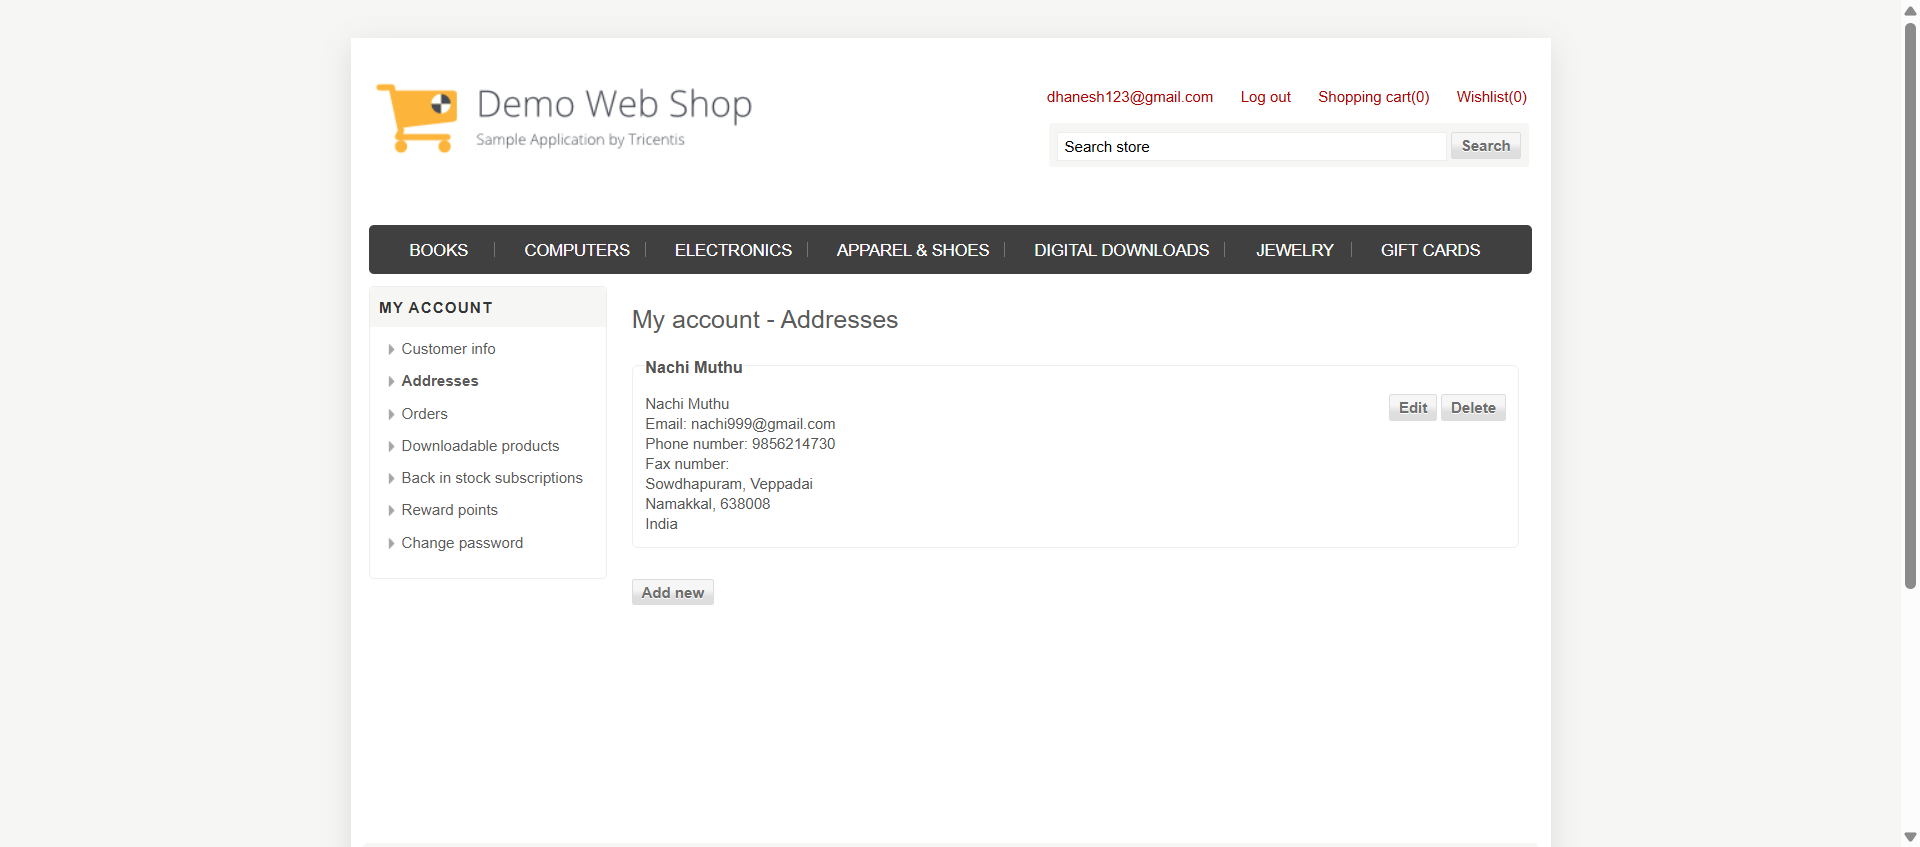 Demo Web Shop
Sample Application by Tricentis
dhanesh123@gmail.com Log out Shopping cart(0) Wishlist(0)
Search store Search
BOOKS COMPUTERS ELECTRONICS APPAREL & SHOES DIGITAL DOWNLOADS JEWELRY GIFT CARDS
MY ACCOUNT
Customer info
Addresses
Orders
Downloadable products
Back in stock subscriptions
Reward points
Change password
My account - Addresses
Nachi Muthu
Nachi Muthu
Edit Delete
Email: nachi999@gmail.com
Phone number: 9856214730
Fax number:
Sowdhapuram, Veppadai
Namakkal, 638008
India
Add new